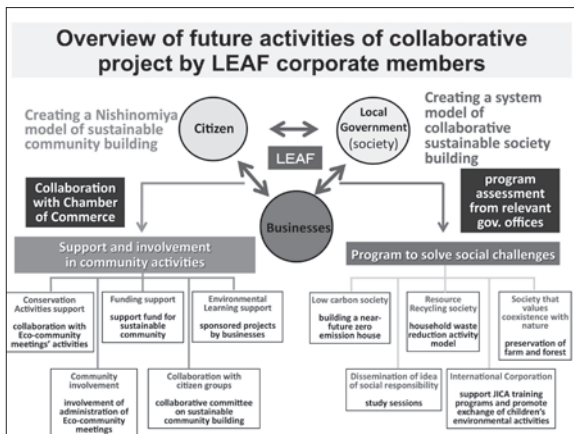 Overview of future activities of collaborative
project by LEAF corporate members
Creating a Nishinomiya
model of sustainable
community building
Citizen
Local
Government
(society)
Creating a system
model of
collaborative
sustainable society
building
LEAF
Businesses
Collaboration
with Chamber
of Commerce
program
assessment
from relevant
gov. offices
Support and involvement
in community activities
Program to solve social challenges
Conservation
Activities support
collaboration with
Eco-community
meetings' activities
Funding support
support fund for
sustainable
community
Environmental
Learning support
sponsored projects
by businesses
Community
involvement
involvement of
administration of
Eco-community
meetings
Collaboration with
citizen groups
collaborative committee
on sustainable
community building
Low carbon society
building a near-
future zero
emission house
Resource
Recycling society
household waste
reduction activity
model
Society that
values
coexistence with
nature
preservation of
farm and forest
Dissemination of idea
of social responsibility
study sessions
International Corporation
support JICA training
programs and promote
exchange of children's
environmental activities